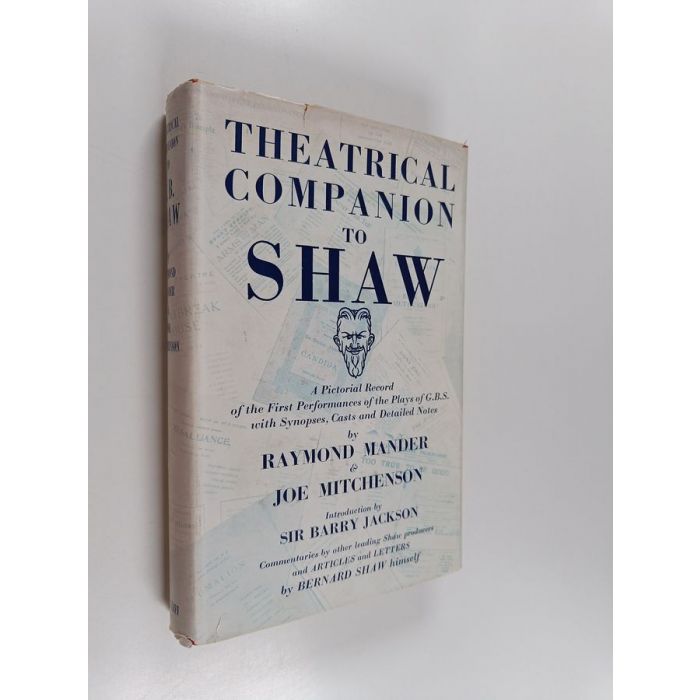 THEATRICAL
COMPANION
TO
SHAW
A Pictorial Record
of the First Performances of the Plays of G.B.S.
with Synopses, Casts and Detailed Notes
by
RAYMOND MANDER
&
JOE MITCHENSON
Introduction by
SIR BARRY JACKSON
Commentaries by other leading Shaw producers
and ARTICLES and LETTERS
by BERNARD SHAW himself
CANDIDA